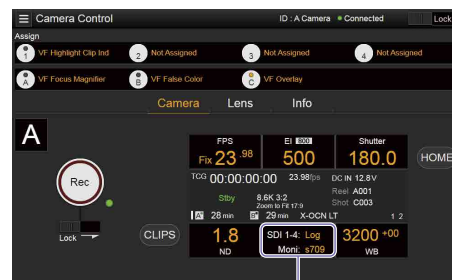 Camera Control ID : A Camera Connected Lock
Assign
1 VF Highlight Clip Ind 2 Not Assigned 3 Not Assigned 4 Not Assigned
A VF Focus Magnifier B VF False Color C VF Overlay
Camera Lens Info
A
FPS EI 800 Shutter
Fix 23 .98 500 180.0 HOME
TCG 00:00:00:00 23.98/fps DC IN 12.8V
Rec
Stby 8.6K 3:2 Reel A001
Zoom to Fit 17:9 Shot C003
A 28 min B 29 min X-OCN LT 1 2
Lock CLIPS 1.8 SDI 1-4: Log 3200 +00
ND Moni: s709 WB